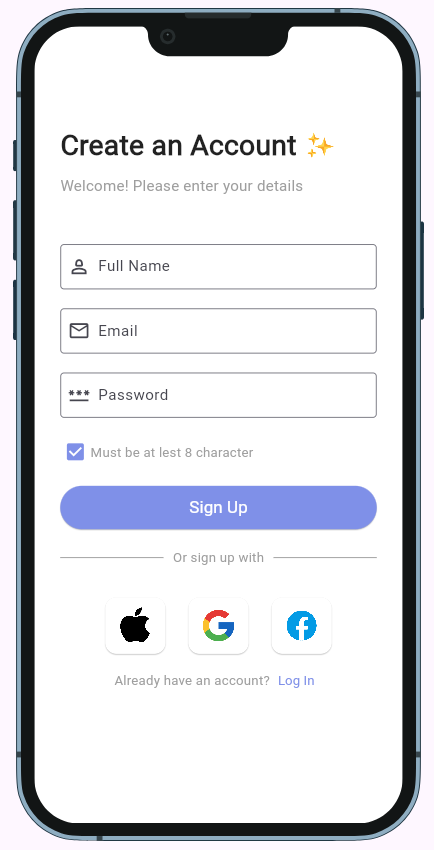 Create an Account ✨
Welcome! Please enter your details
Full Name
Email
*** Password
Must be at lest 8 character
Sign Up
Or sign up with
Already have an account? Log In